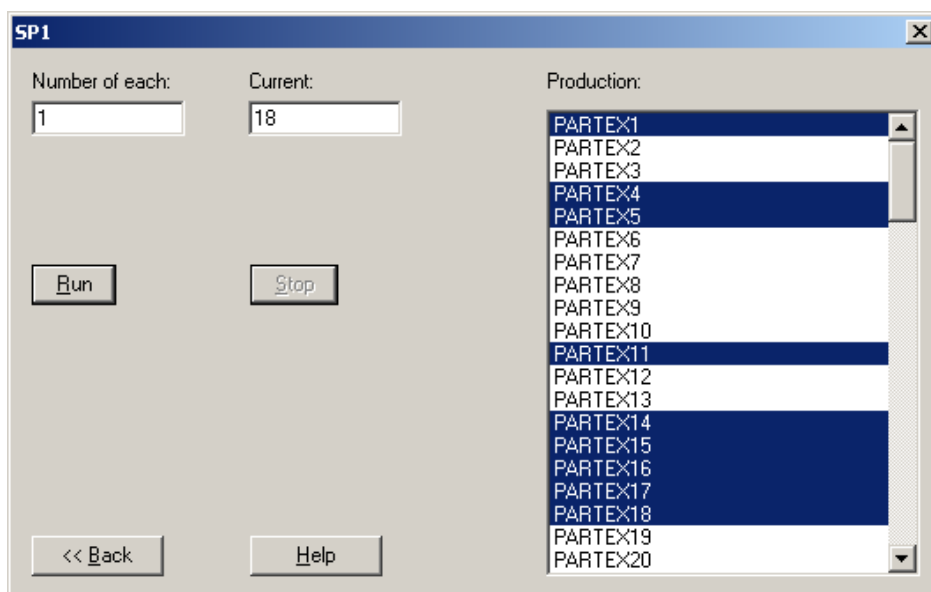 SP1
Number of each:
1
Current:
18
Production:
PARTEX1
PARTEX2
PARTEX3
PARTEX4
PARTEX5
PARTEX6
PARTEX7
PARTEX8
PARTEX9
PARTEX10
PARTEX11
PARTEX12
PARTEX13
PARTEX14
PARTEX15
PARTEX16
PARTEX17
PARTEX18
PARTEX19
PARTEX20
Run
Stop
<< Back
Help